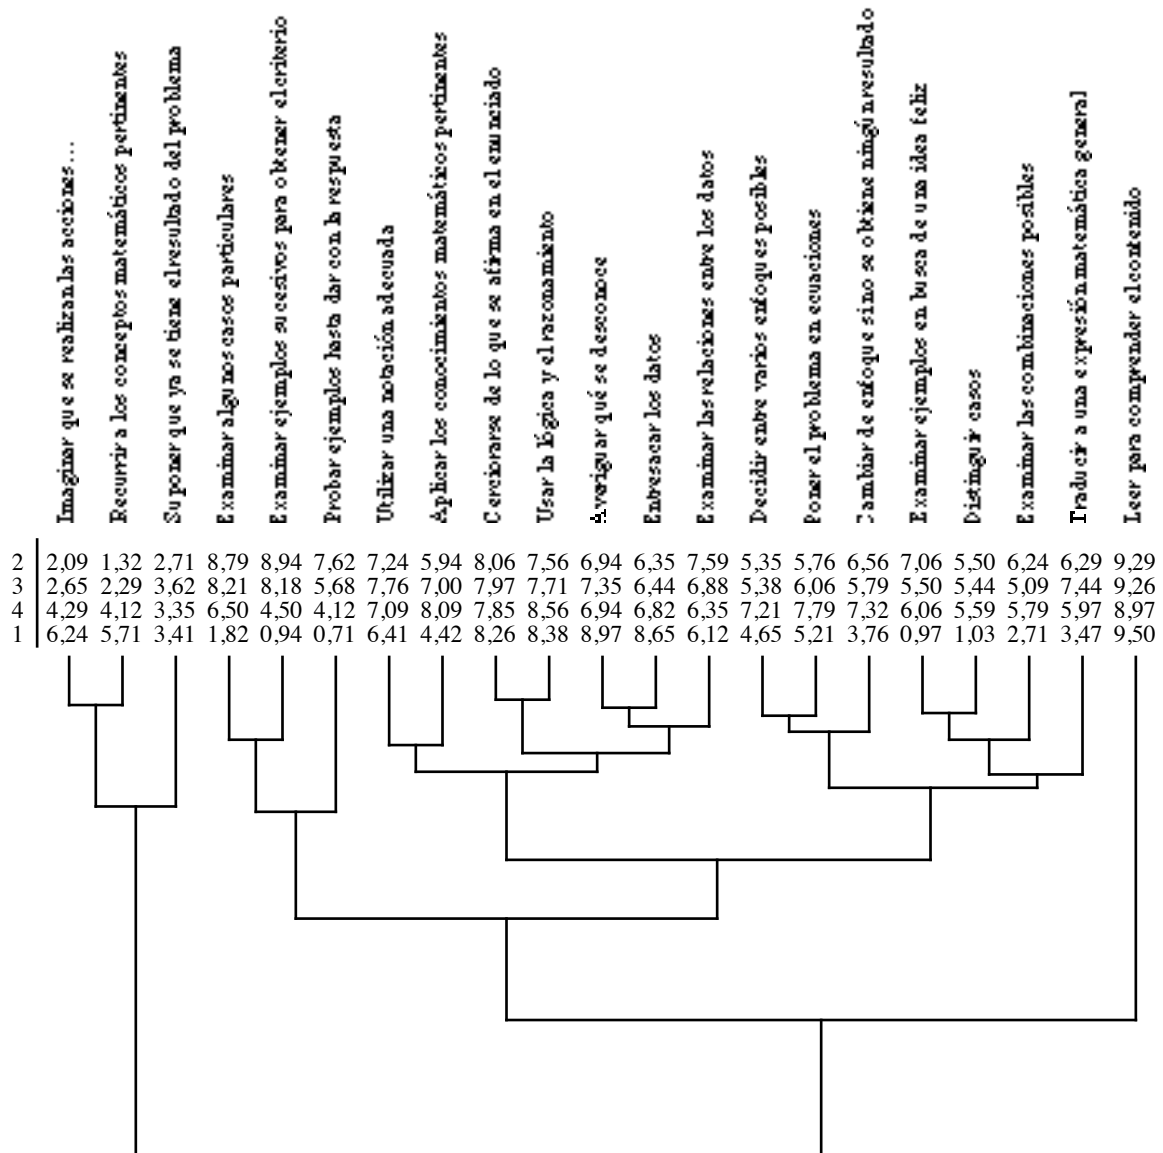 Imaginar que se realizan las acciones...
Recurrir a los conceptos matemáticos pertinentes
Suponer que ya se tiene el resultado del problema
Examinar algunos casos particulares
Examinar ejemplos sucesivos para obtener el criterio
Probar ejemplos hasta dar con la respuesta
Utilizar una notación adecuada
Aplicar los conocimientos matemáticos pertinentes
Cerciorarse de lo que se afirma en el enunciado
Usar la lógica y el razonamiento
Averiguar qué se desconoce
Entresacar los datos
Examinar las relaciones entre los datos
Decidir entre varios enfoques posibles
Poner el problema en ecuaciones
Cambiar de enfoque si no se obtiene ningún resultado
Examinar ejemplos en busca de una idea feliz
Distinguir casos
Examinar las combinaciones posibles
Traducir a una expresión matemática general
Leer para comprender el contenido
2 2,09 1,32 2,71 8,79 8,94 7,62 7,24 5,94 8,06 7,56 6,94 6,35 7,59 5,35 5,76 6,56 7,06 5,50 6,24 6,29 9,29
3 2,65 2,29 3,62 8,21 8,18 5,68 7,76 7,00 7,97 7,71 7,35 6,44 6,88 5,38 6,06 5,79 5,50 5,44 5,09 7,44 9,26
4 4,29 4,12 3,35 6,50 4,50 4,12 7,09 8,09 7,85 8,56 6,94 6,82 6,35 7,21 7,79 7,32 6,06 5,59 5,79 5,97 8,97
1 6,24 5,71 3,41 1,82 0,94 0,71 6,41 4,42 8,26 8,38 8,97 8,65 6,12 4,65 5,21 3,76 0,97 1,03 2,71 3,47 9,50